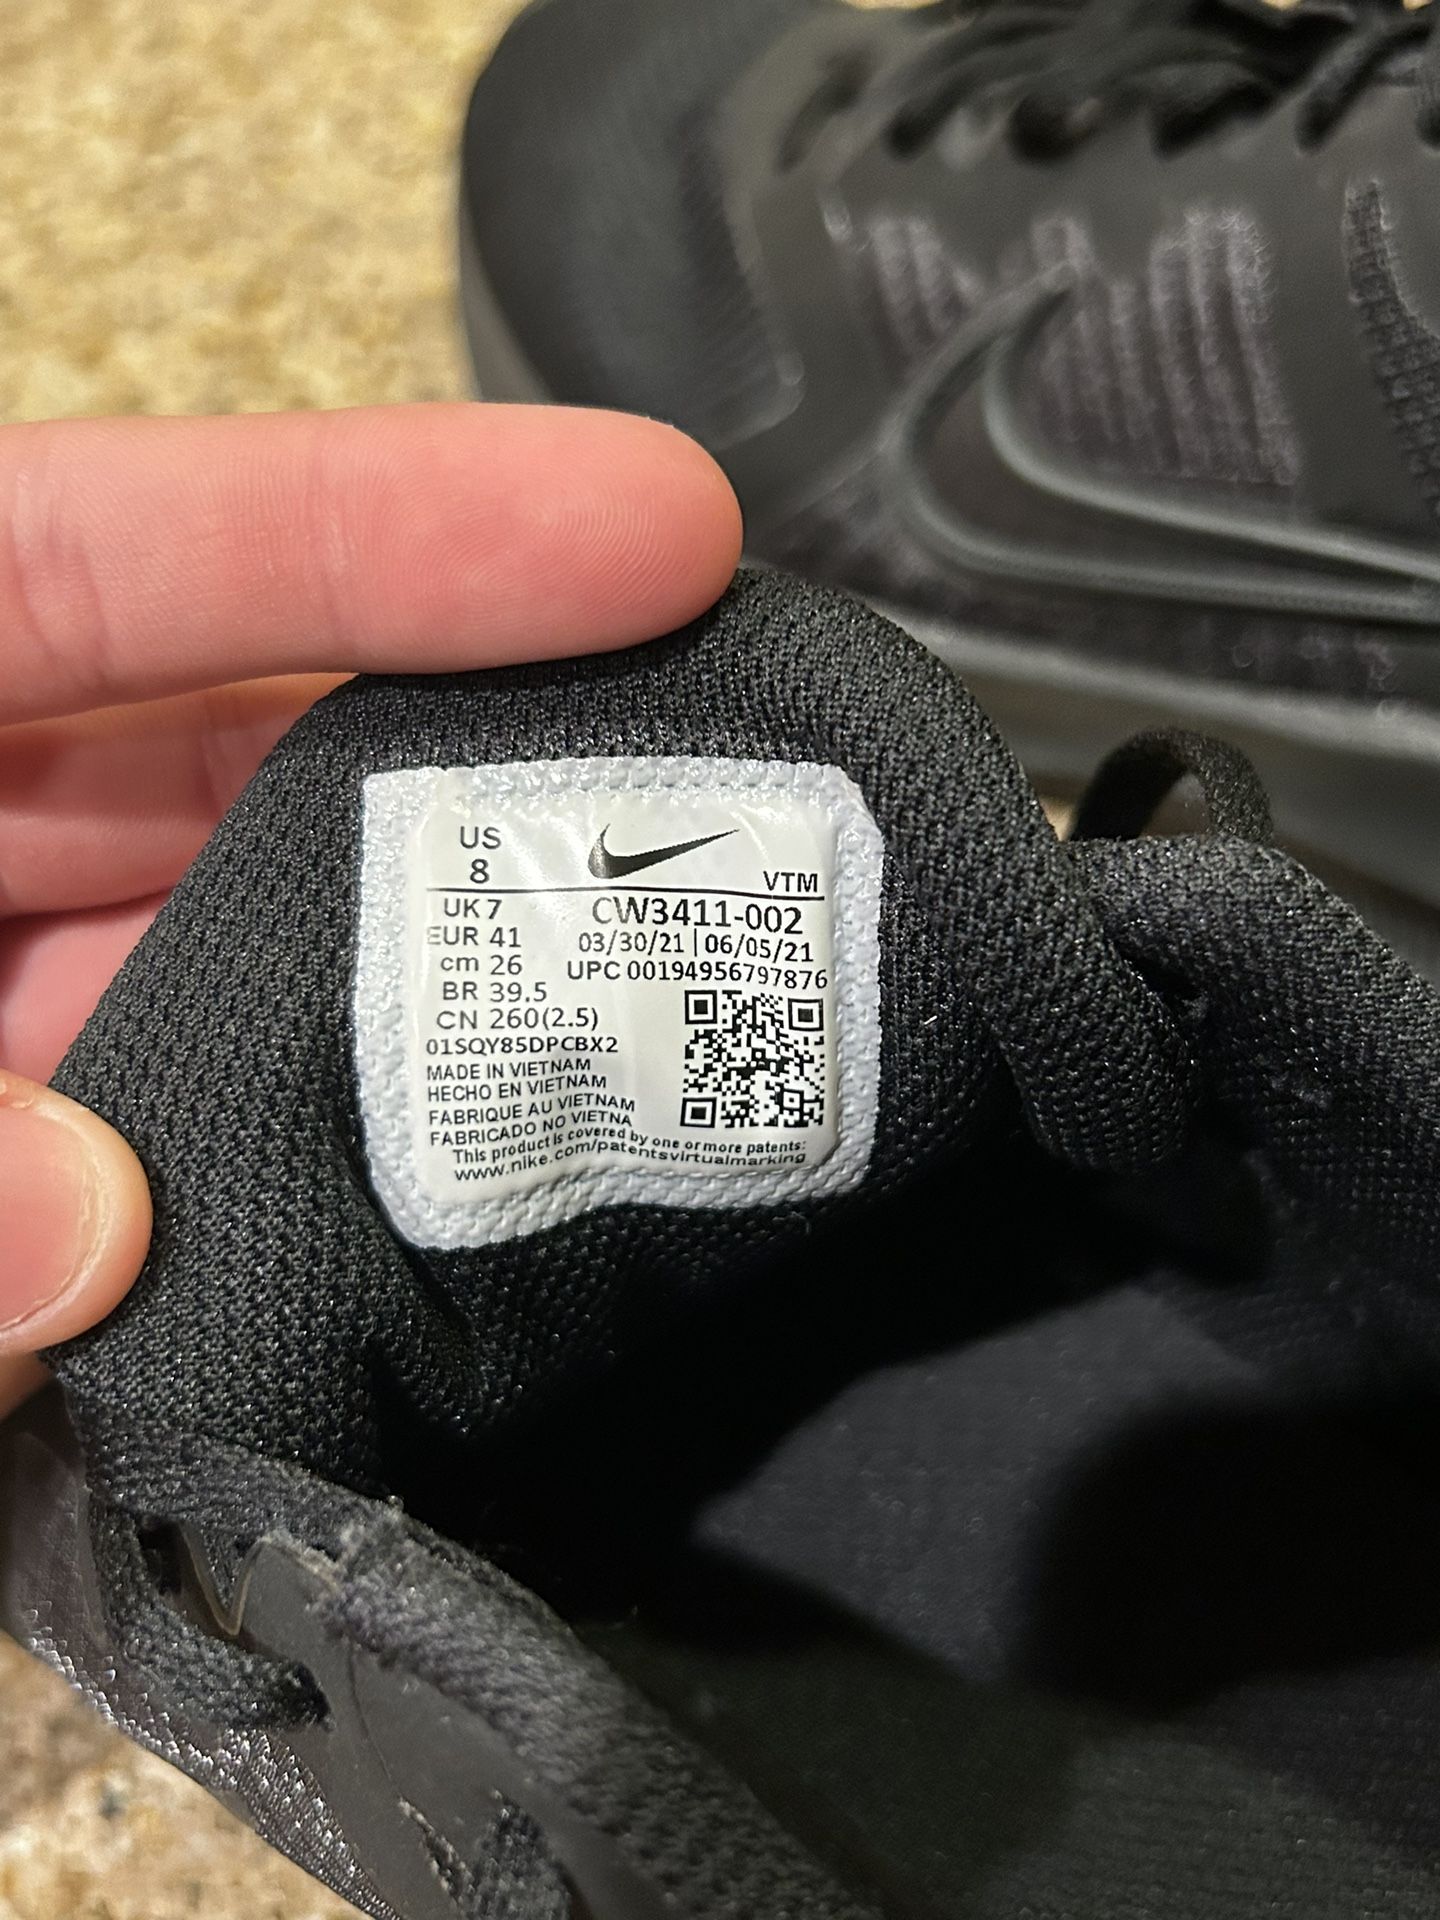 US
8
VTM
UK 7
CW3411-002
EUR 41
03/30/21 | 06/05/21
cm 26
UPC 00194956797876
BR 39.5
CN 260(2.5)
01SQY85DPCBX2
MADE IN VIETNAM
HECHO EN VIETNAM
FABRIQUE AU VIETNAM
FABRICADO NO VIETNA
This product is covered by one or more patents:
www.nike.com/patentsvirtualmarking